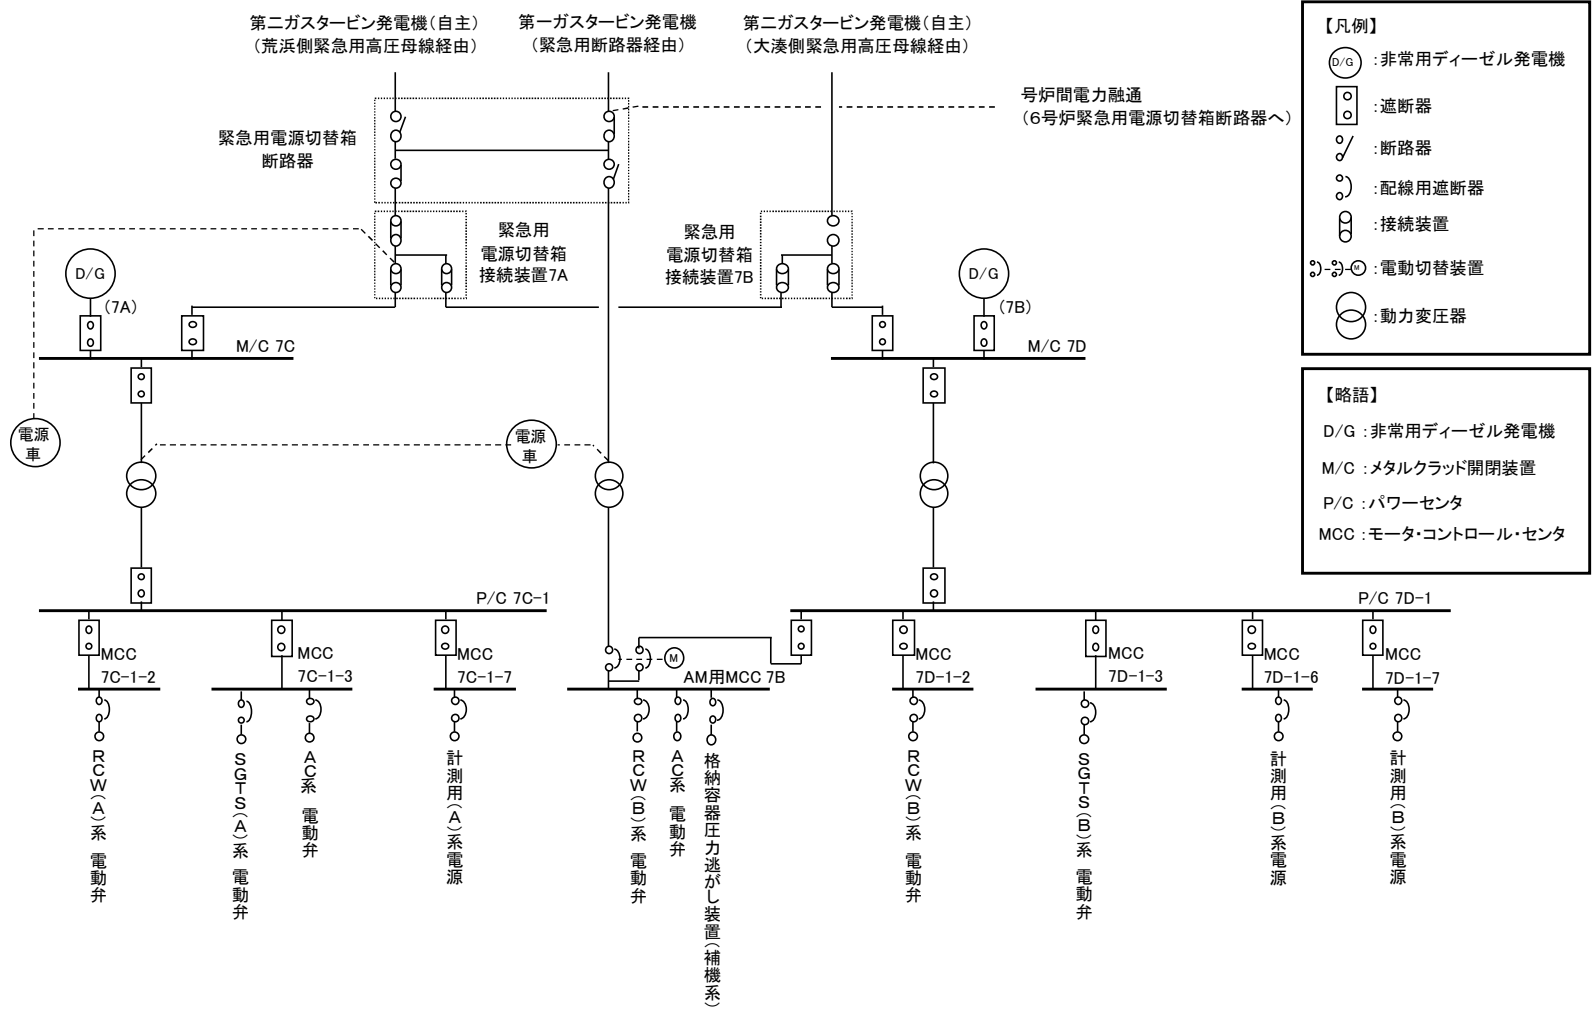 第二ガスタービン発電機（自主）
（荒浜側緊急用高圧母線経由）
第一ガスタービン発電機
（緊急用断路器経由）
第二ガスタービン発電機（自主）
（大湊側緊急用高圧母線経由）
号炉間電力融通
（6号炉緊急用電源切替箱断路器へ）
緊急用電源切替箱
断路器
緊急用
電源切替箱
接続装置7A
緊急用
電源切替箱
接続装置7B
D/G
(7A)
D/G
(7B)
M/C 7C
M/C 7D
電源
車
電源
車
P/C 7C-1
P/C 7D-1
MCC
7C-1-2
MCC
7C-1-3
MCC
7C-1-7
M
AM用MCC 7B
MCC
7D-1-2
MCC
7D-1-3
MCC
7D-1-6
MCC
7D-1-7
RCW（A）系 電動弁
SGTS（A）系 電動弁
AC系 電動弁
計測用（A）系電源
RCW（B）系 電動弁
AC系 電動弁
格納容器圧力逃がし装置（補機系）
RCW（B）系 電動弁
SGTS（B）系 電動弁
計測用（B）系電源
計測用（B）系電源
【凡例】
D/G :非常用ディーゼル発電機
:遮断器
:断路器
:配線用遮断器
:接続装置
M :電動切替装置
:動力変圧器
【略語】
D/G :非常用ディーゼル発電機
M/C :メタルクラッド開閉装置
P/C :パワーセンタ
MCC :モータ・コントロール・センタ